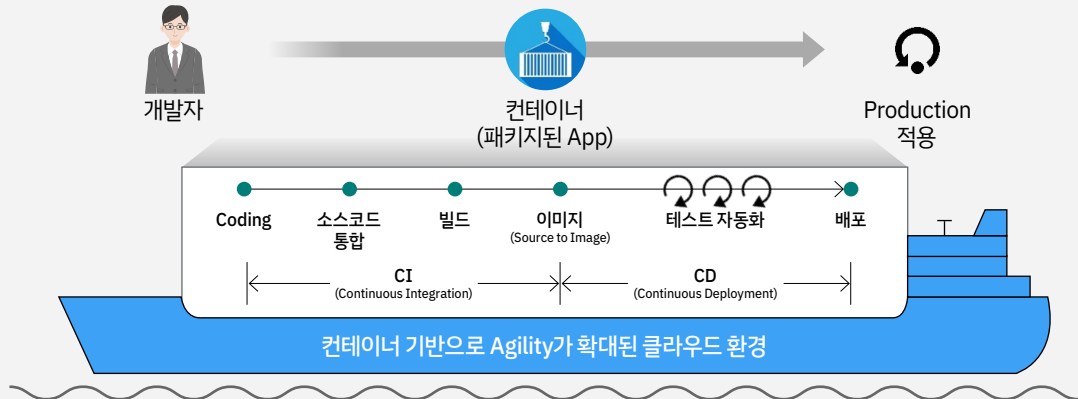 개발자
컨테이너
(패키지된 App)
Production
적용
Coding
소스코드
통합
빌드
이미지
(Source to Image)
테스트 자동화
배포
CI
(Continuous Integration)
CD
(Continuous Deployment)
컨테이너 기반으로 Agility가 확대된 클라우드 환경